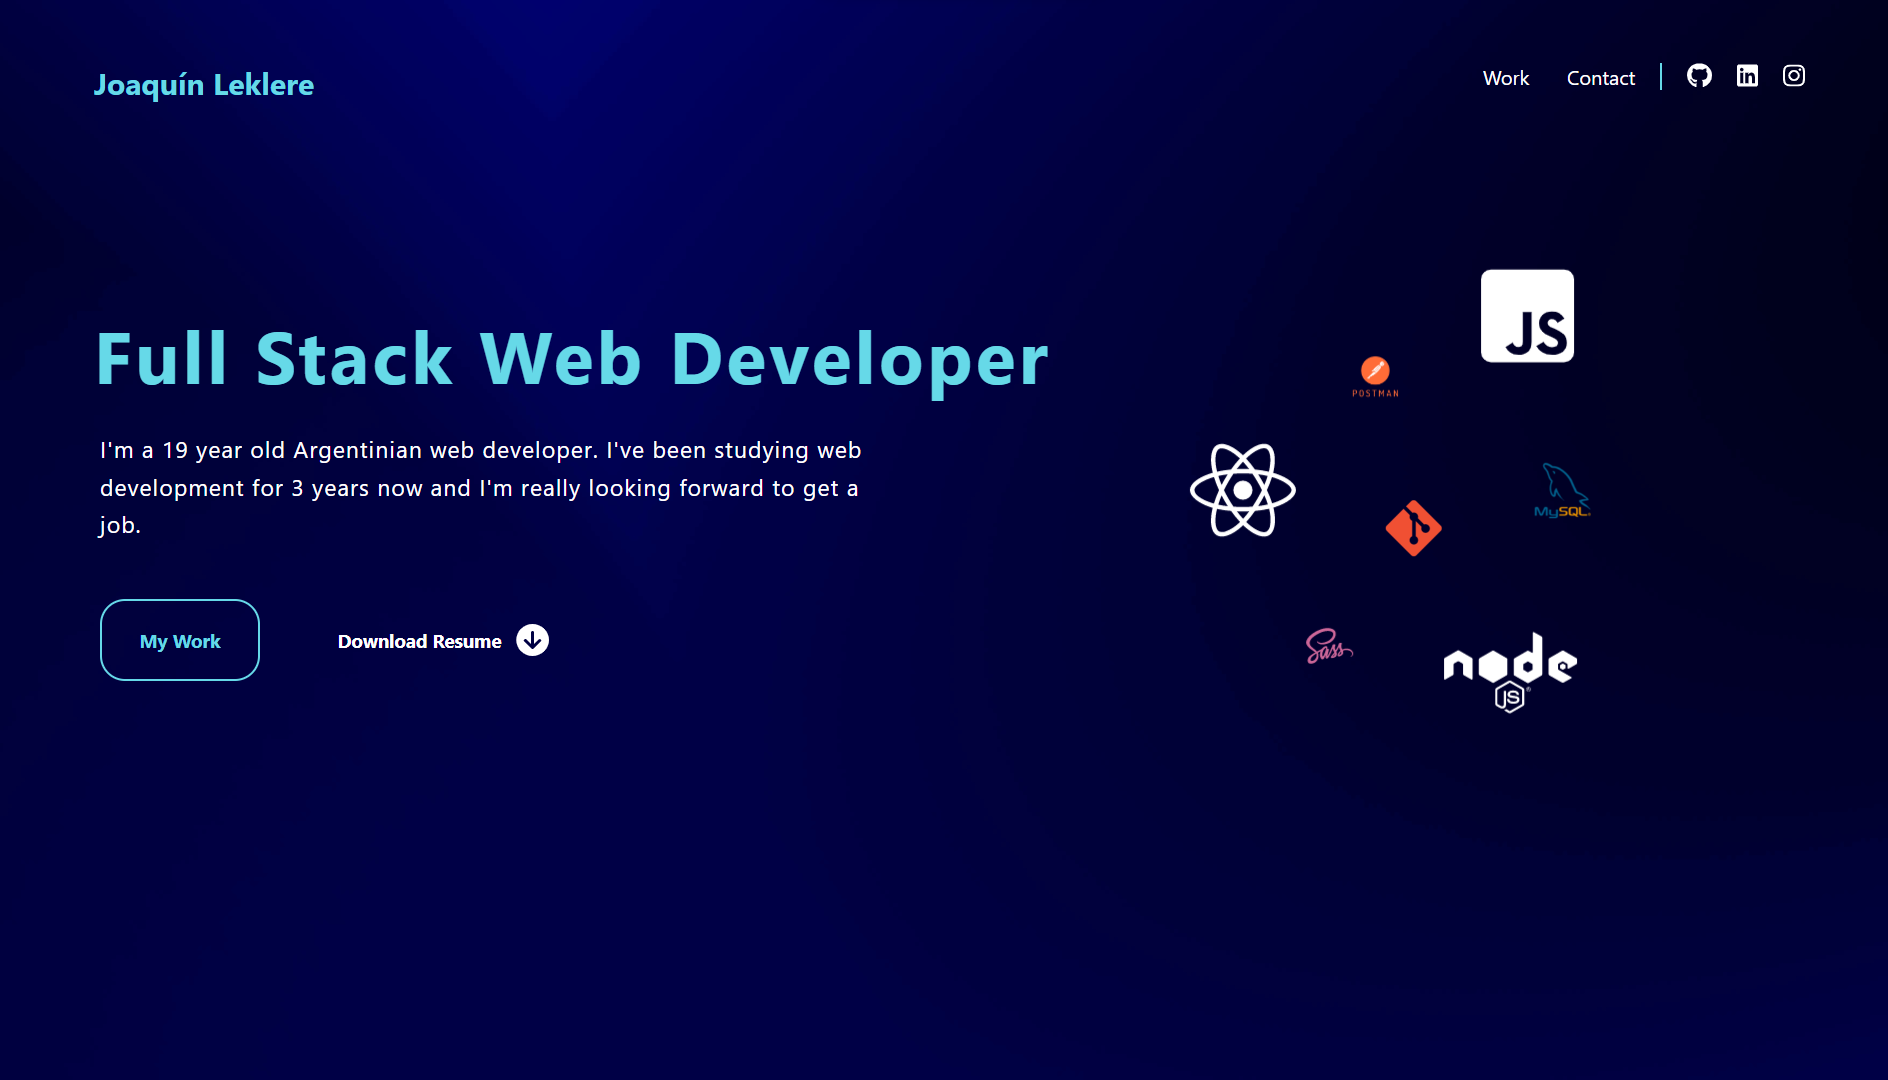 Joaquín Leklere
Work
Contact
Full Stack Web Developer
I'm a 19 year old Argentinian web developer. I've been studying web
development for 3 years now and I'm really looking forward to get a
job.
My Work
Download Resume
JS
POSTMAN
MySQL
Sass
node
JS
in